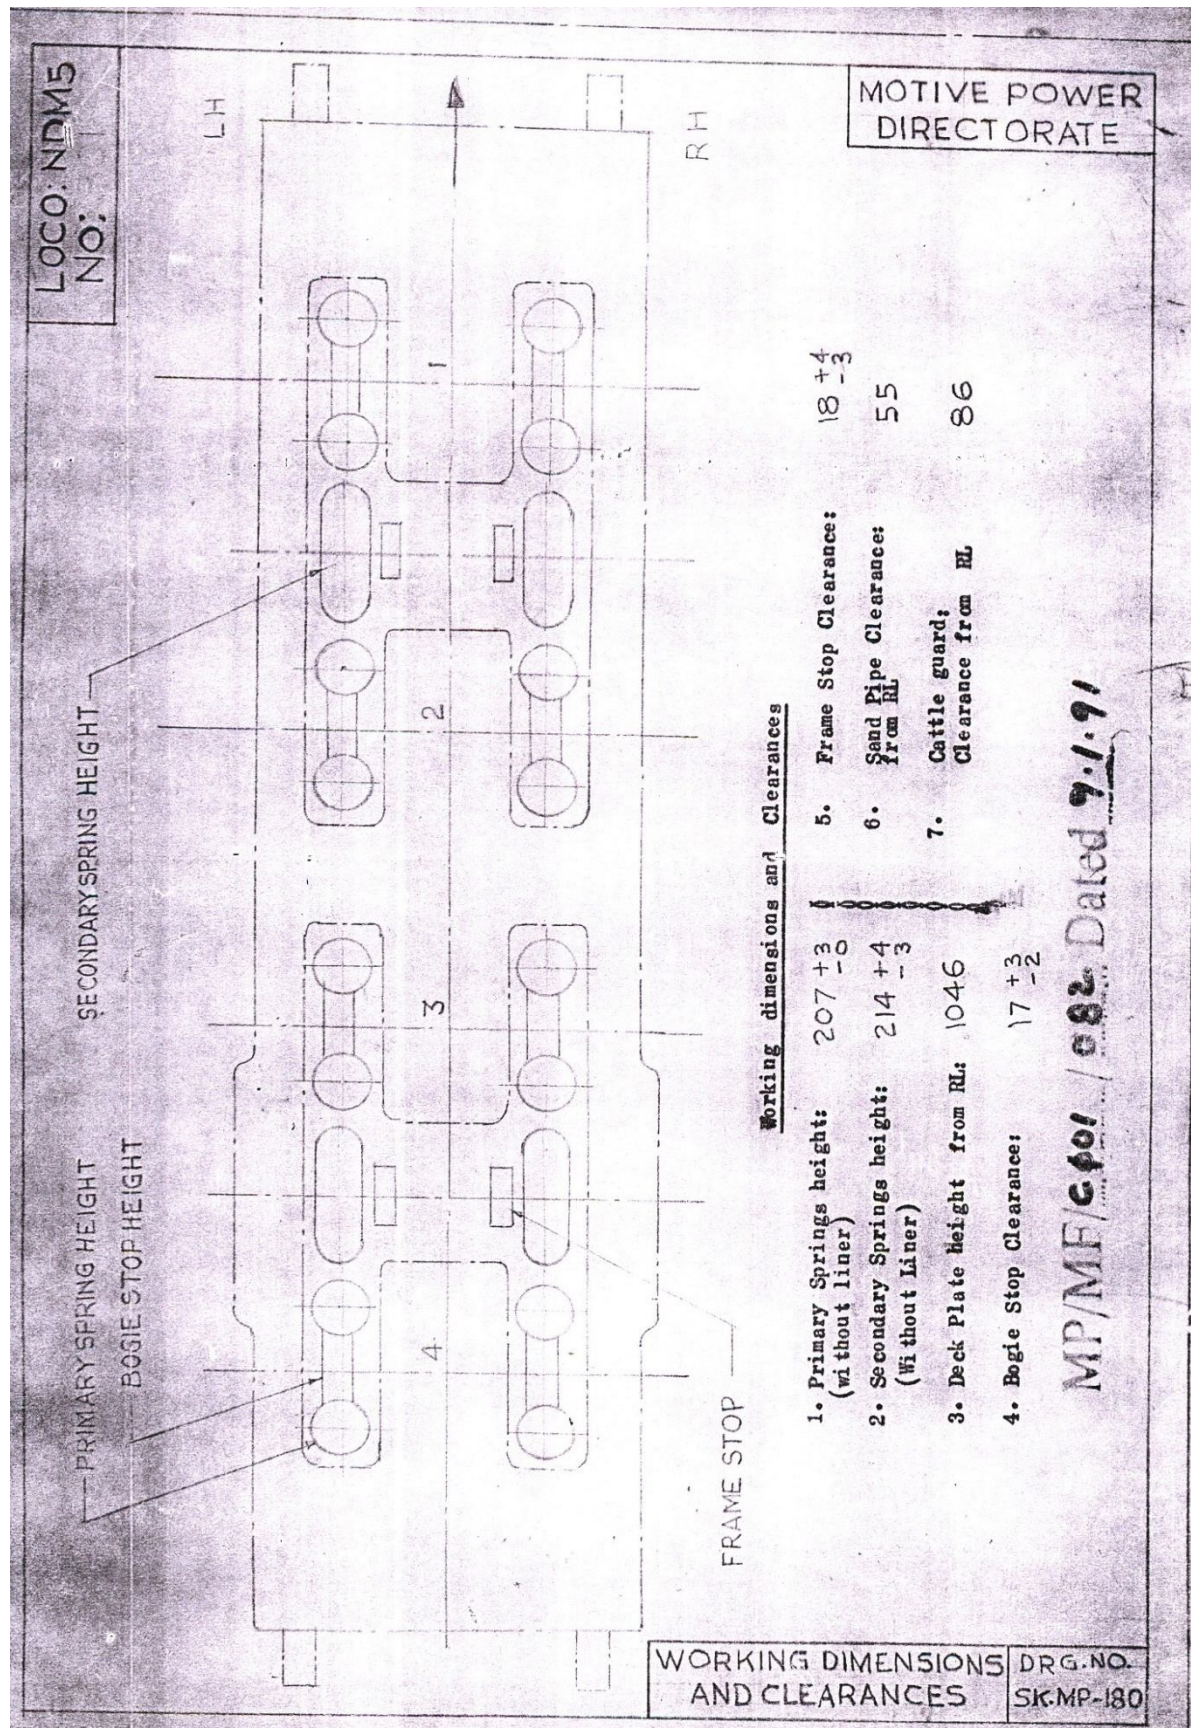 LOCO: NDM5
NO:
MOTIVE POWER
DIRECTORATE
LH
RH
PRIMARY SPRING HEIGHT
BOGIE STOP HEIGHT
SECONDARY SPRING HEIGHT
4
3
2
1
FRAME STOP
Working dimensions and Clearances
1. Primary Springs height: 207 +3 -0
(without liner)
2. Secondary Springs height: 214 +4 -3
(Without Liner)
3. Deck Plate Height from RL: 1046
4. Bogie Stop Clearance: 17 +3 -2
5. Frame Stop Clearance: 18 +4 -3
6. Sand Pipe Clearance: 55
from RL
7. Cattle guard:
Clearance from RL 86
MP/MF/ /082 Dated 9.1.91
WORKING DIMENSIONS
AND CLEARANCES
DRG.NO.
SK.MP-180